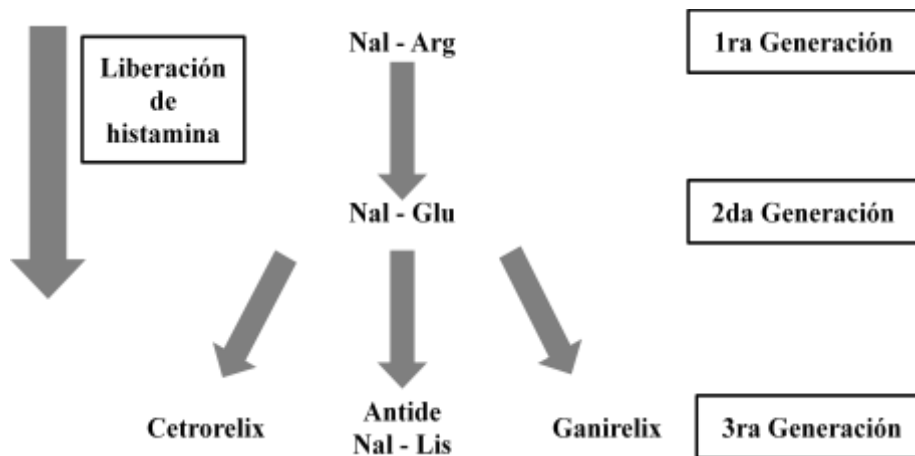 Liberación
de
histamina
Nal - Arg
1ra Generación
Nal - Glu
2da Generación
Cetrorelix
Antide
Nal - Lis
Ganirelix
3ra Generación